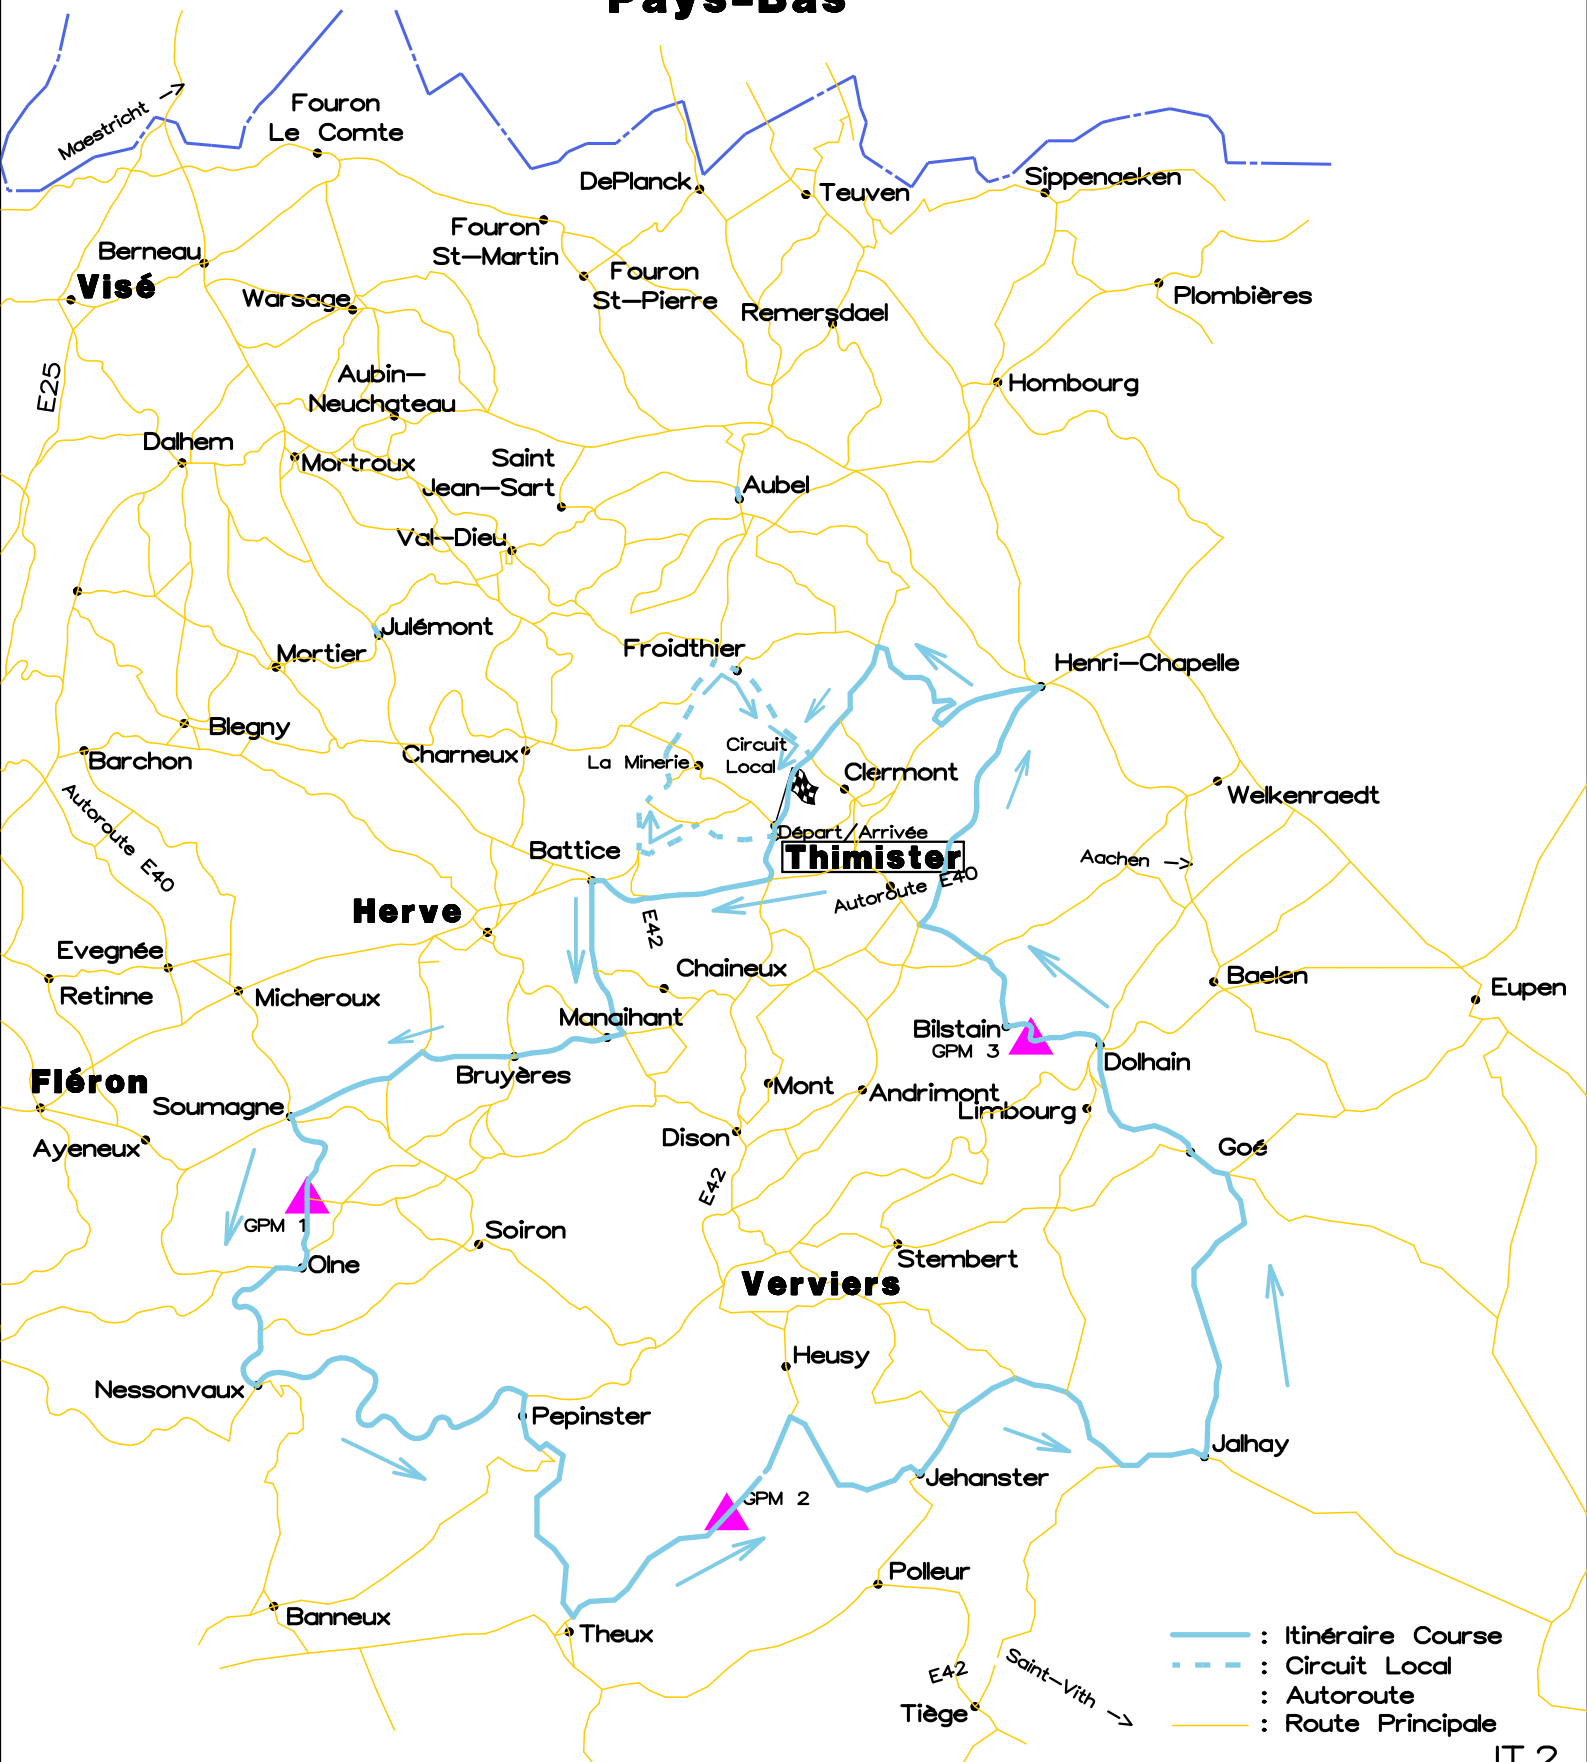 Pays-Bas
Maestricht
Fouron
Le Comte
DePlanck
Teuven
Sippenaeken
Fouron
St-Martin
Berneau
Visé
Fouron
St-Pierre
Warsage
Remersdael
Plombières
E25
Aubin-
Neuchateau
Hombourg
Dalhem
Mortroux
Saint
Jean-Sart
Aubel
Val-Dieu
Julémont
Mortier
Froidthier
Henri-Chapelle
Blegny
Barchon
Charneux
La Minerie
Circuit
Local
Clermont
Welkenraedt
Autoroute E40
Départ/Arrivée
Thimister
Battice
Aachen
Autoroute E40
Herve
E42
Evegnée
Retinne
Micheroux
Chaineux
Baelen
Eupen
Manaihant
Bilstain
GPM 3
Dolhain
Bruyères
Fléron
Soumagne
Mont
Andrimont
Limbourg
Ayeneux
Dison
Goé
E42
GPM 1
Soiron
Olne
Stembert
Verviers
Heusy
Nessonvaux
Pepinster
Jalhay
Jehanster
GPM 2
Polleur
Banneux
Theux
E42
Saint-Vith
Tiège
: Itinéraire Course
: Circuit Local
: Autoroute
: Route Principale
IT 2